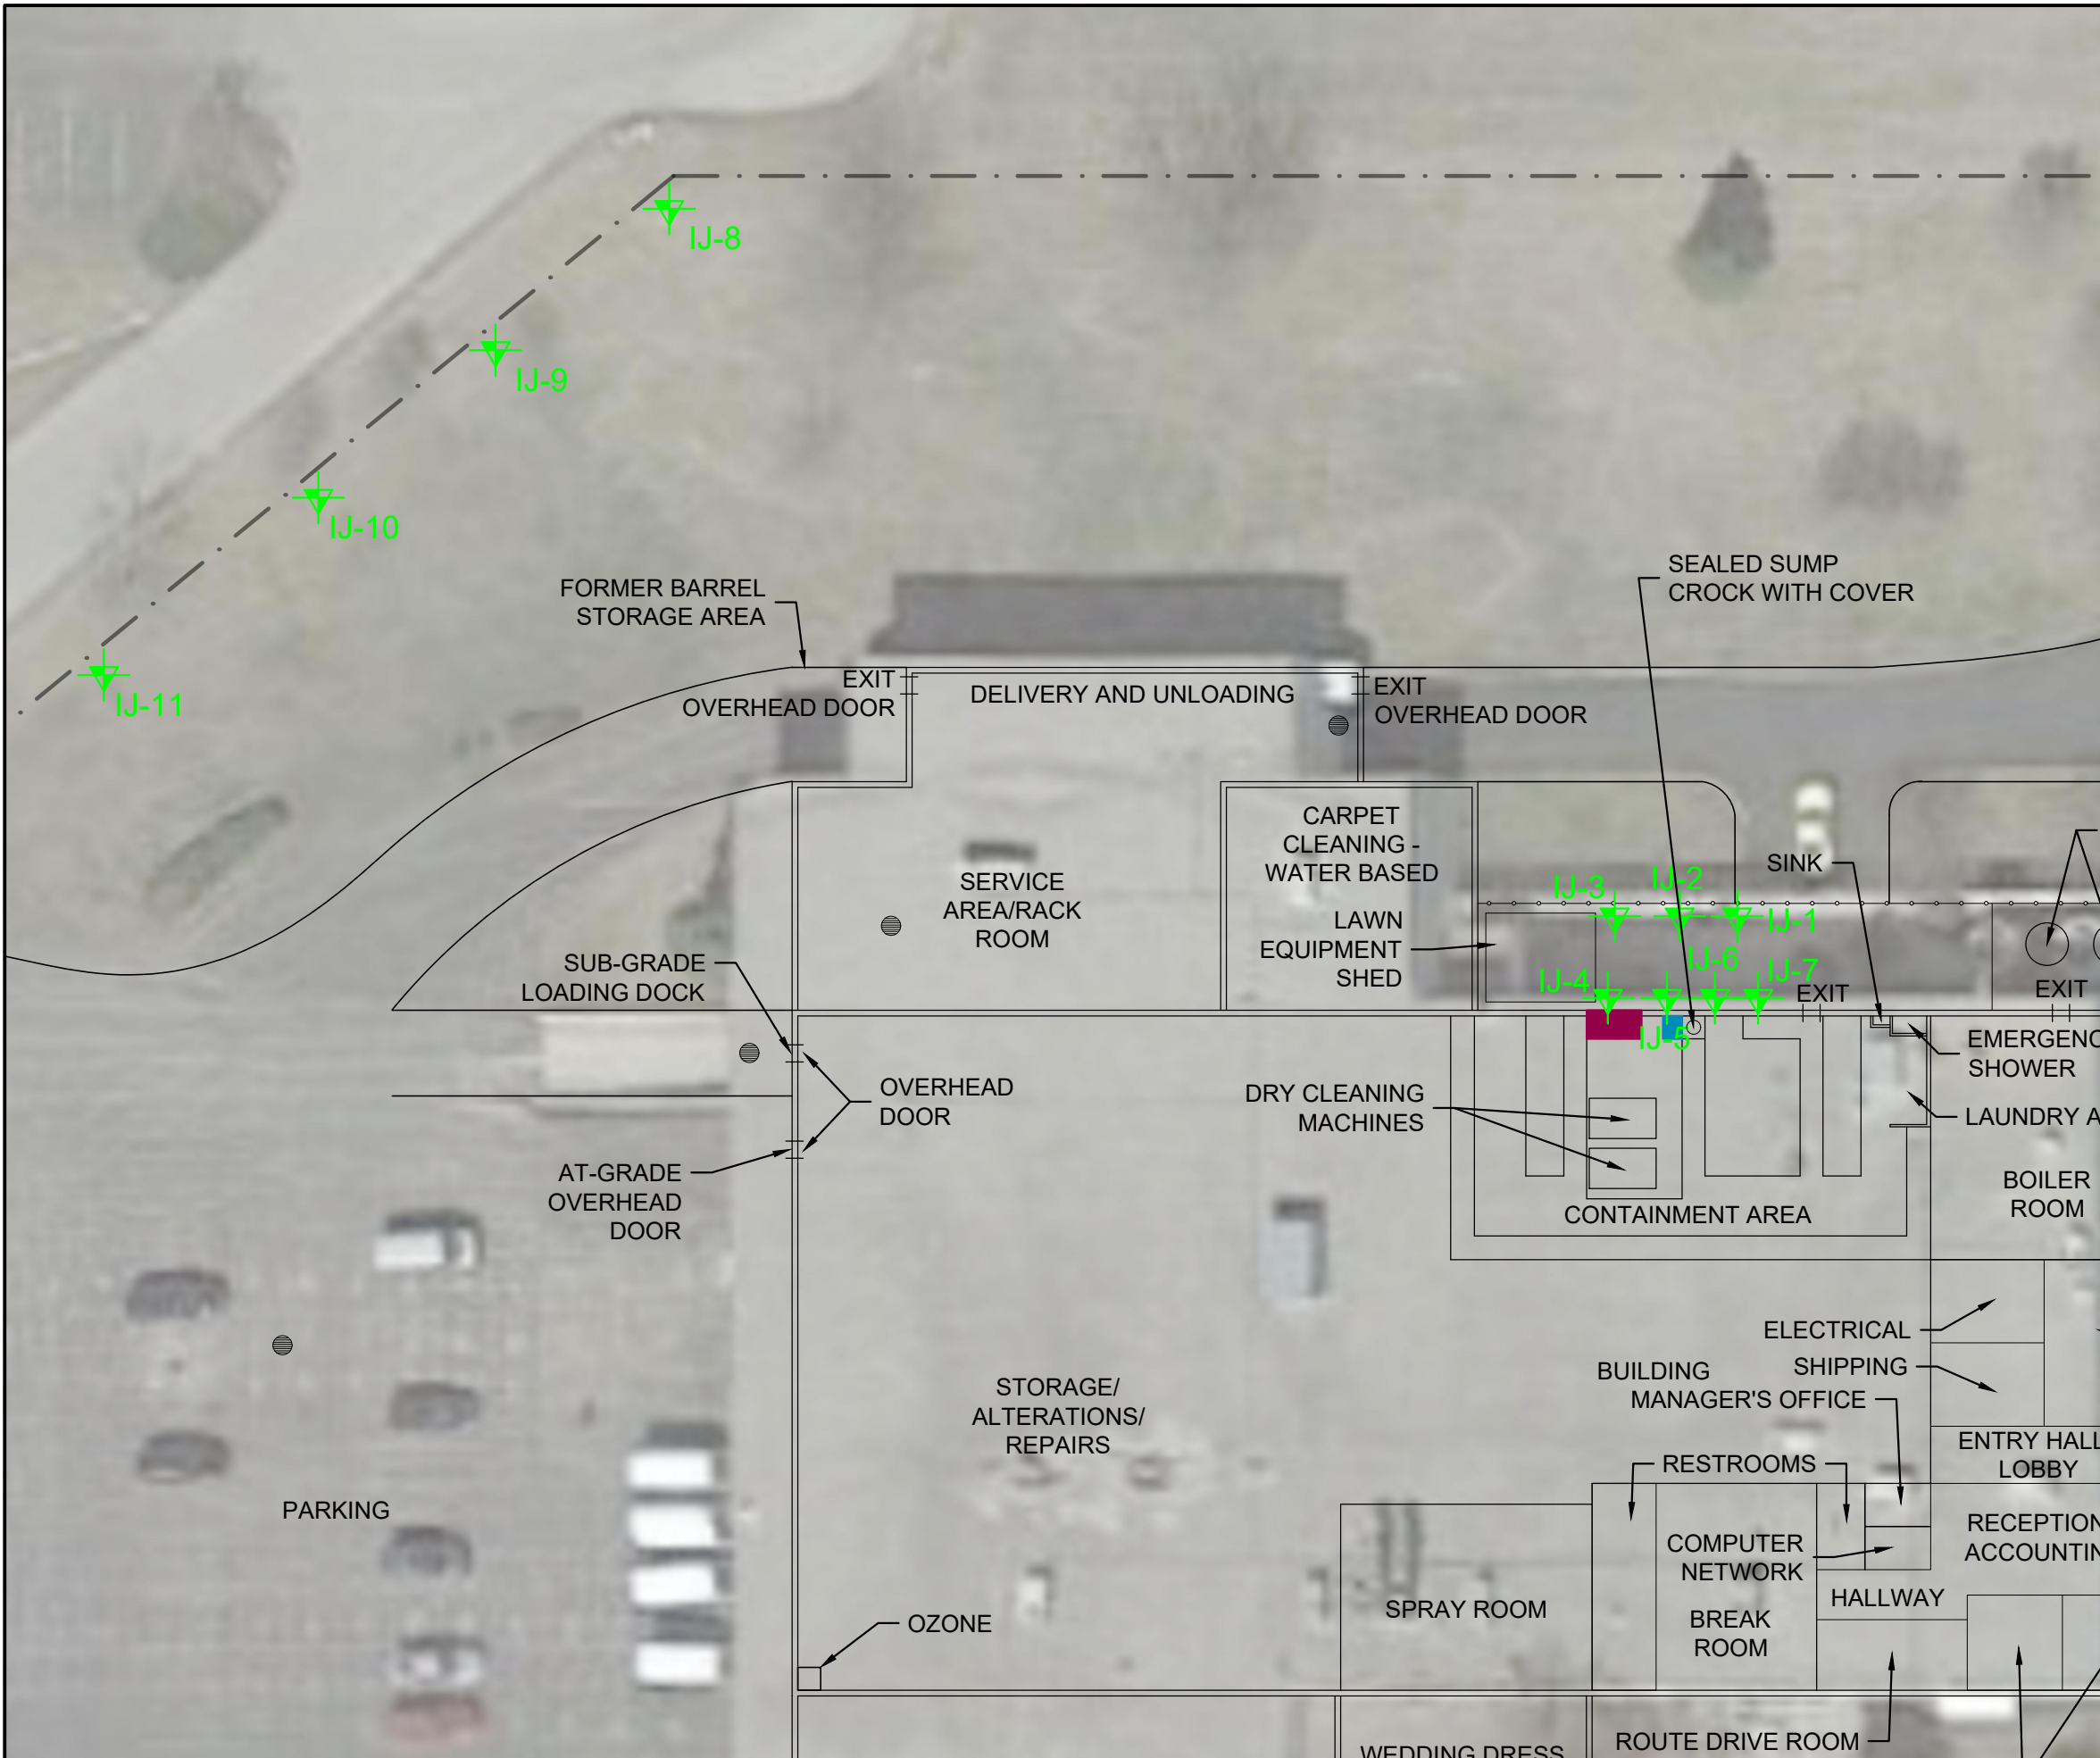 IJ-8
IJ-9
IJ-10
IJ-11
SEALED SUMP
CROCK WITH COVER
FORMER BARREL
STORAGE AREA
EXIT
OVERHEAD DOOR
DELIVERY AND UNLOADING
EXIT
OVERHEAD DOOR
CARPET
CLEANING -
WATER BASED
SINK
IJ-3
IJ-2
IJ-1
SERVICE
AREA/RACK
ROOM
LAWN
EQUIPMENT
SHED
IJ-6
IJ-7
IJ-4
IJ-5
EXIT
EXIT
SUB-GRADE
LOADING DOCK
EMERGENC
SHOWER
OVERHEAD
DOOR
DRY CLEANING
MACHINES
LAUNDRY A
AT-GRADE
OVERHEAD
DOOR
BOILER
ROOM
CONTAINMENT AREA
ELECTRICAL
SHIPPING
BUILDING
MANAGER'S OFFICE
STORAGE/
ALTERATIONS/
REPAIRS
ENTRY HALL
LOBBY
RESTROOMS
PARKING
RECEPTION
ACCOUNTIN
COMPUTER
NETWORK
HALLWAY
SPRAY ROOM
BREAK
ROOM
OZONE
ROUTE DRIVE ROOM
WEDDING DRESS